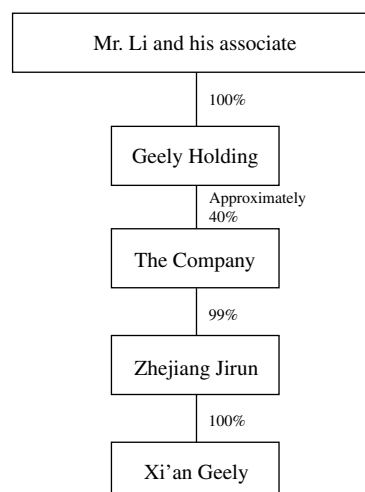 Mr. Li and his associate
100%
Geely Holding
Approximately
40%
The Company
99%
Zhejiang Jirun
100%
Xi'an Geely